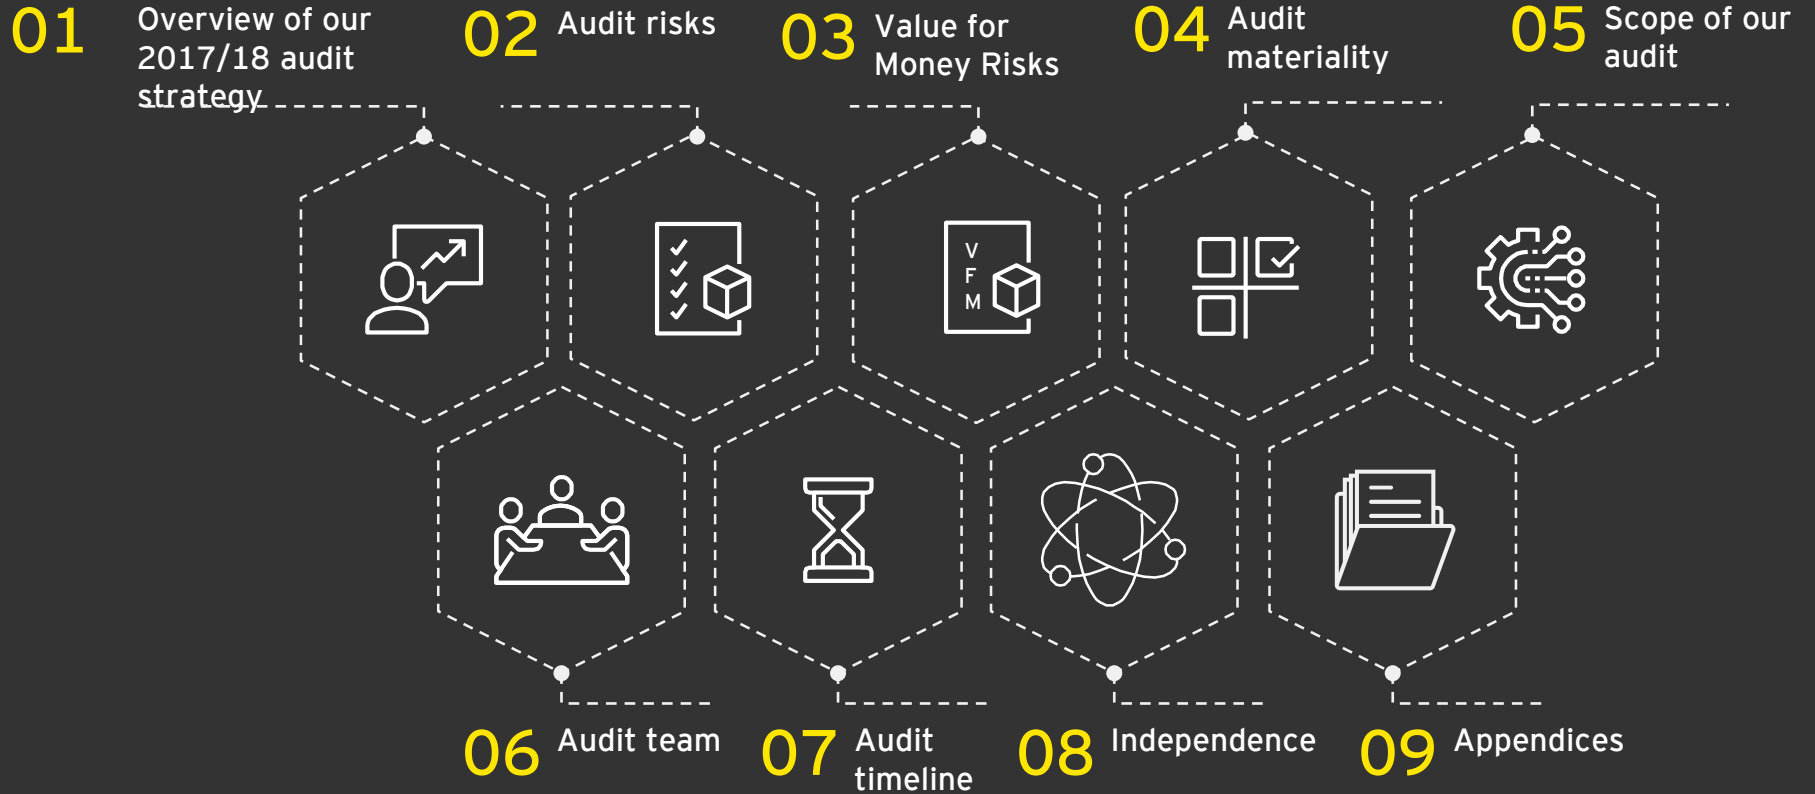 01 Overview of our
2017/18 audit
strategy
02 Audit risks
03 Value for
Money Risks
04 Audit
materiality
05 Scope of our
audit
V
F
M
06 Audit team
07 Audit
timeline
08 Independence
09 Appendices